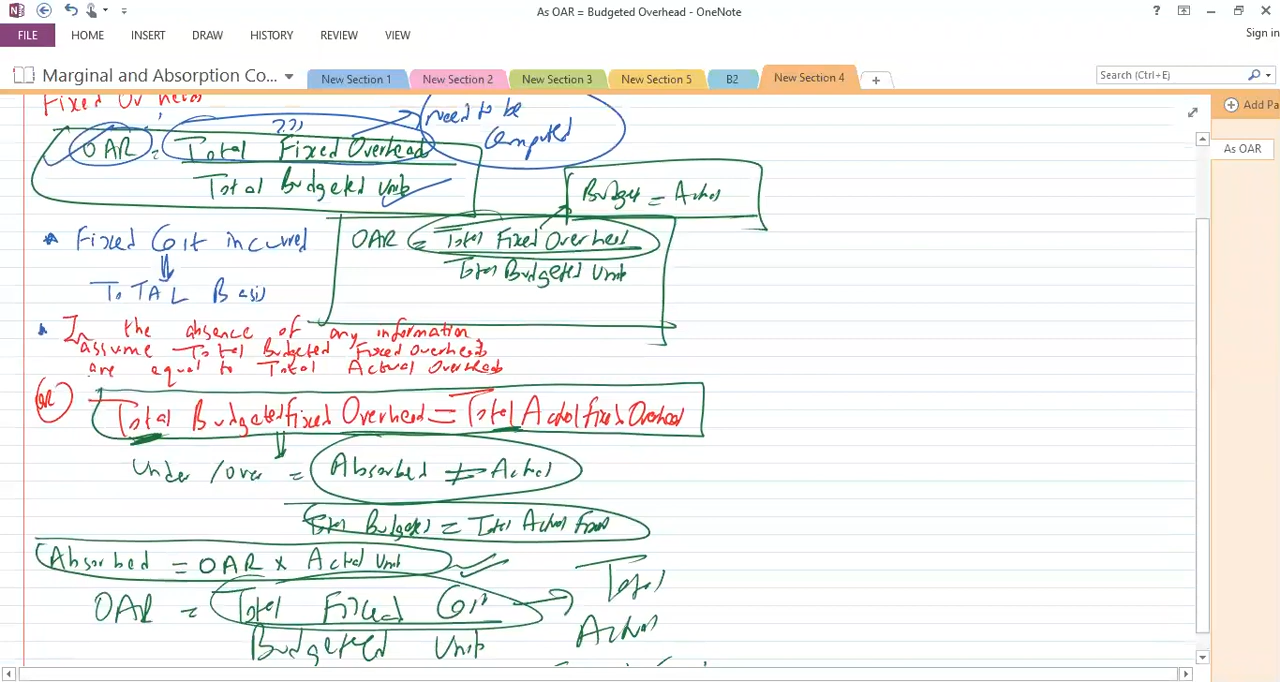 As OAR = Budgeted Overhead - OneNote
Sign in
FILE HOME INSERT DRAW HISTORY REVIEW VIEW
Marginal and Absorption Co... New Section 1 New Section 2 New Section 3 New Section 5 B2 New Section 4 Search (Ctrl+E)
Add Pa
As OAR
Fixed
need to be
computed
???
OAR = Total Fixed Overhead
Total Budgeted Unit
Budget = Actual
Fixed Cost incurred
TOTAL Basis
OAR = Total Fixed Overhead
Total Budgeted Unit
In the absence of any information,
assume Total Budgeted Fixed Overheads
are equal to Total Actual Overheads
OR
Total Budgeted Fixed Overhead = Total Actual Fixed Overhead
Under / over = Absorbed ≠ Actual
Total Budgeted = Total Actual Fixed
Absorbed = OAR x Actual Unit
OAR = Total Fixed Cost
Budgeted Unit
Total
Actual